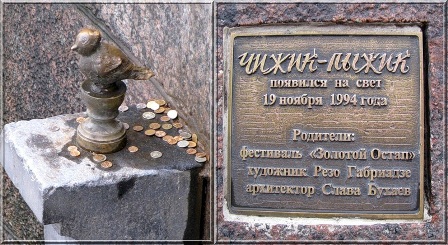 ЧИЖИК-ПЫЖИК
появился на свет
19 ноября 1994 года
Родители:
фестиваль «Золотой Остап»
художник Резо Габриадзе
архитектор Слава Бухаев